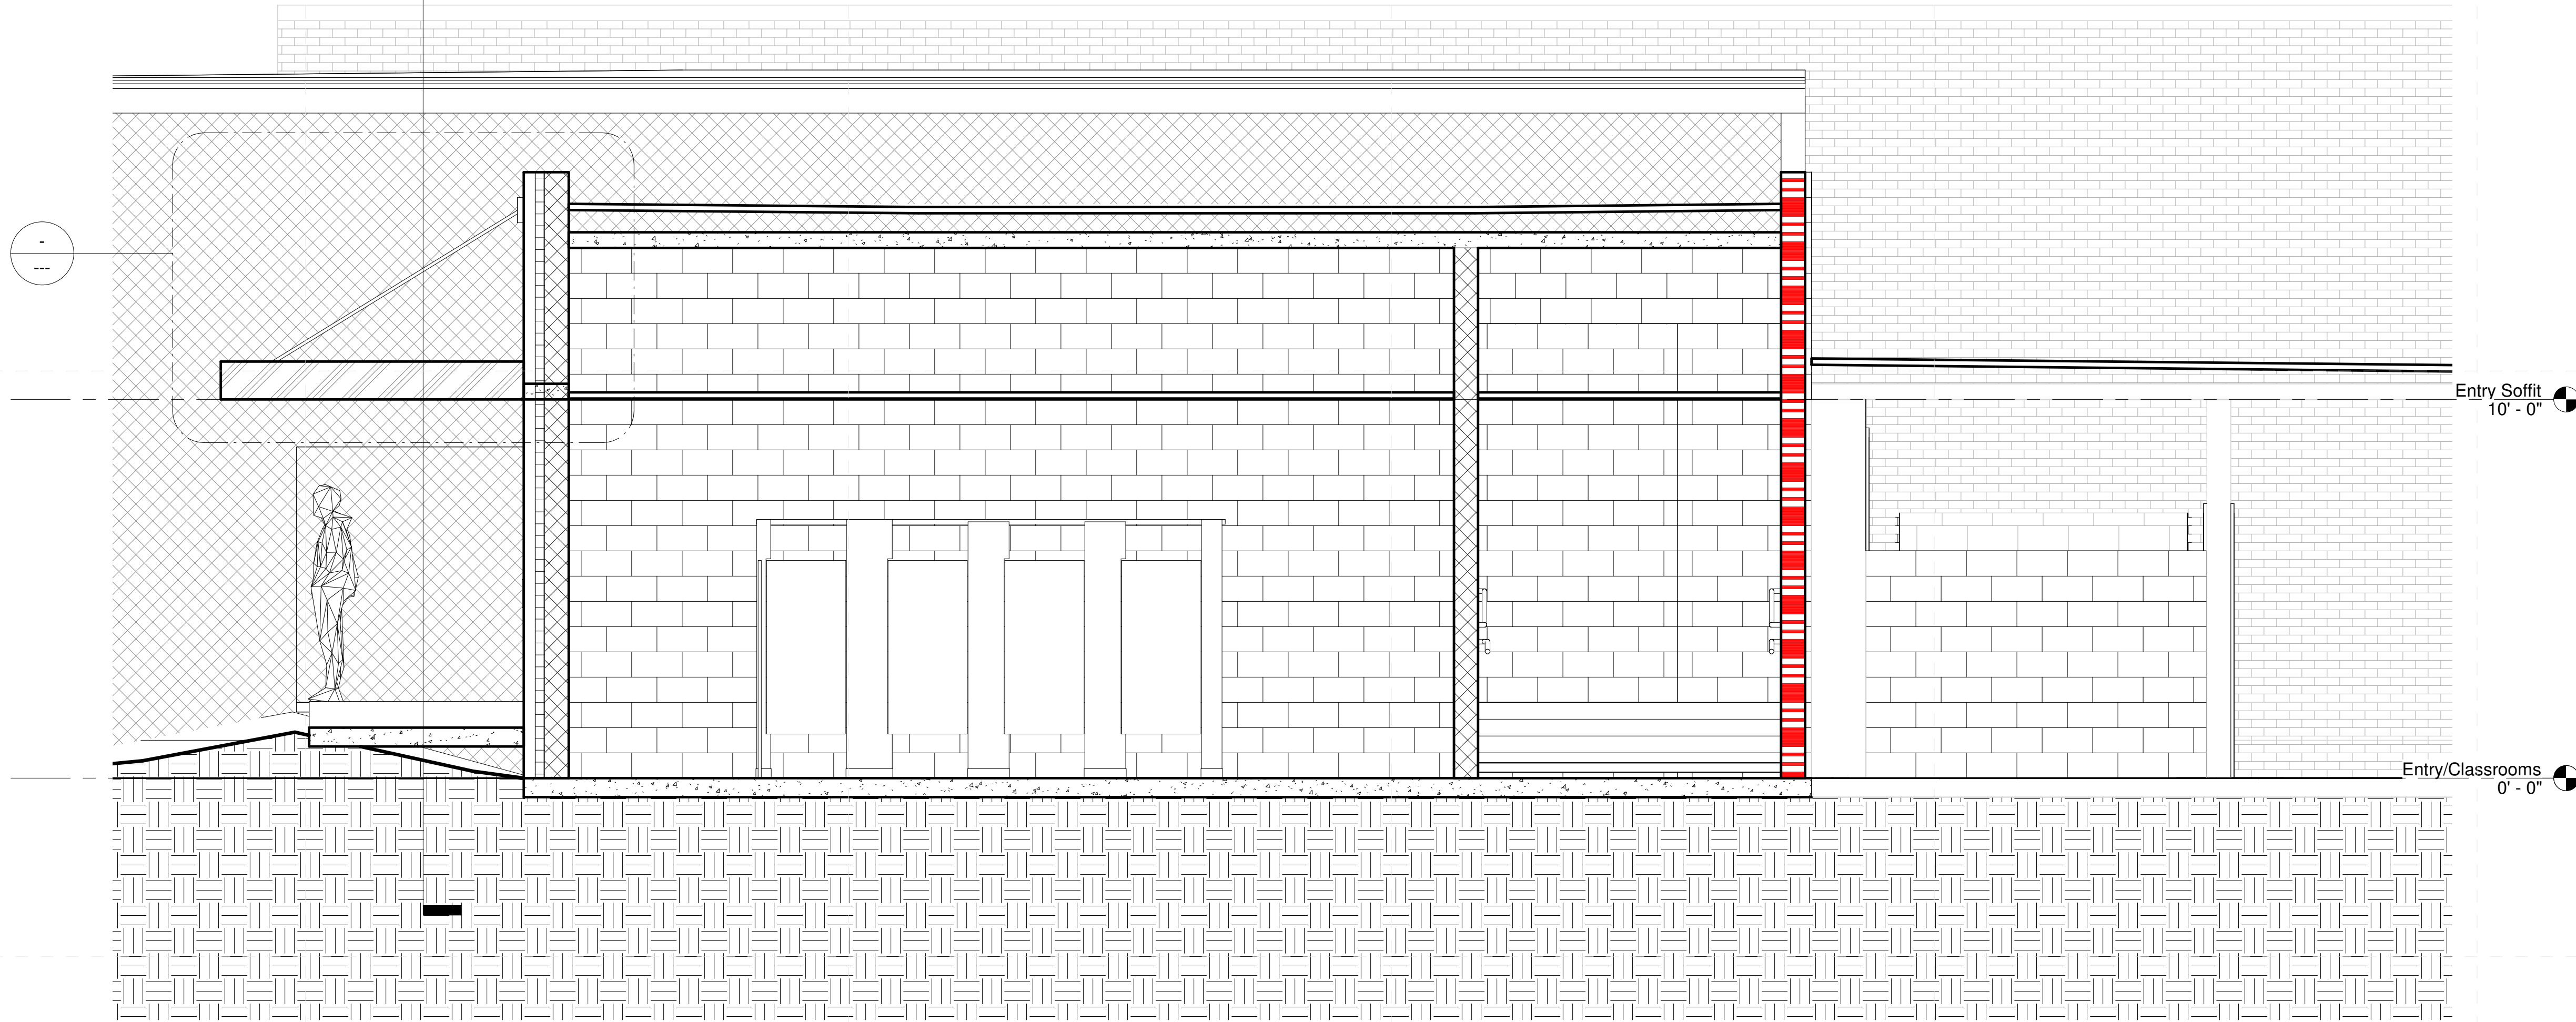 -
---
Entry Soffit
10' - 0"
Entry/Classrooms
0' - 0"